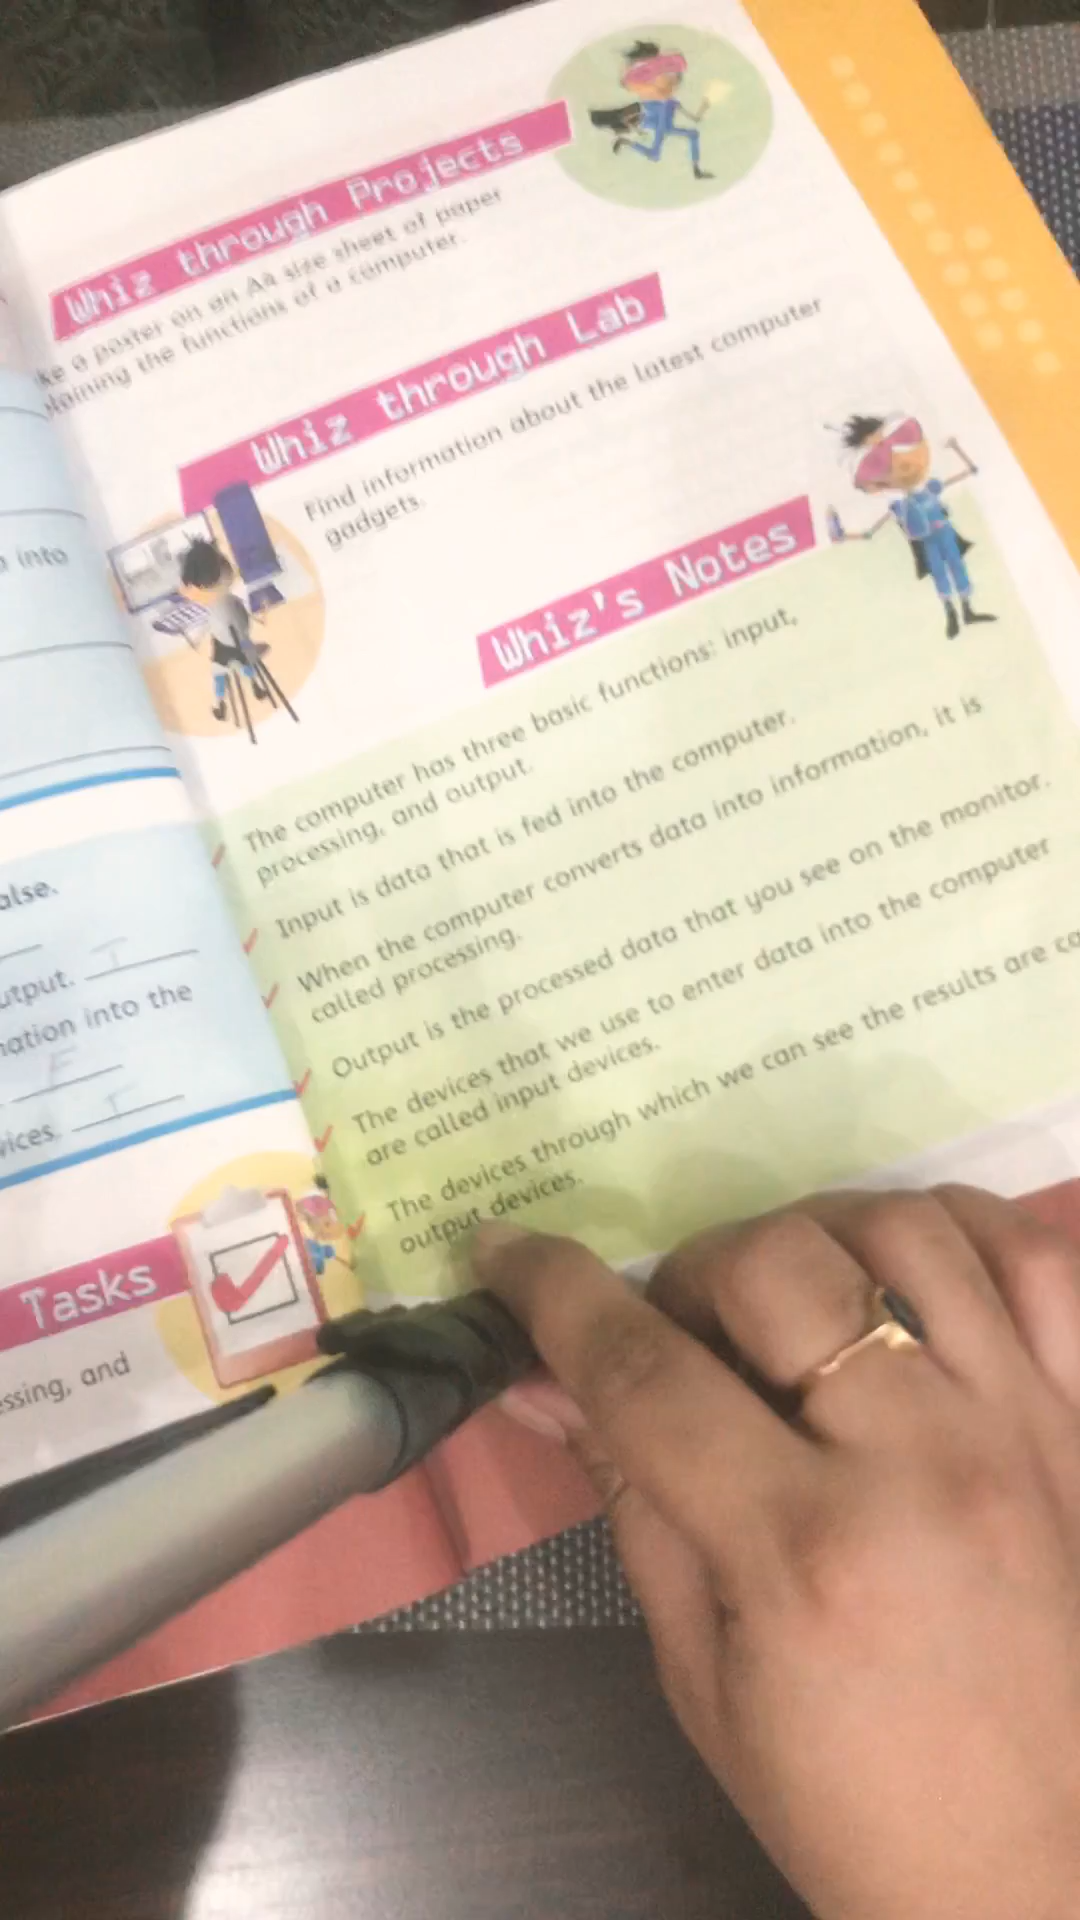 Whiz through Projects
ke a poster on an A4 size sheet of paper
plaining the functions of a computer.
Whiz through Lab
Find information about the latest computer
gadgets.
Whiz's Notes
The computer has three basic functions: input,
processing, and output.
Input is data that is fed into the computer.
When the computer converts data into information, it is
called processing.
Output is the processed data that you see on the monitor.
The devices that we use to enter data into the computer
are called input devices.
The devices through which we can see the results are ca
output devices.
into
alse.
utput. T
nation into the
F
vices. T
Tasks
essing, and